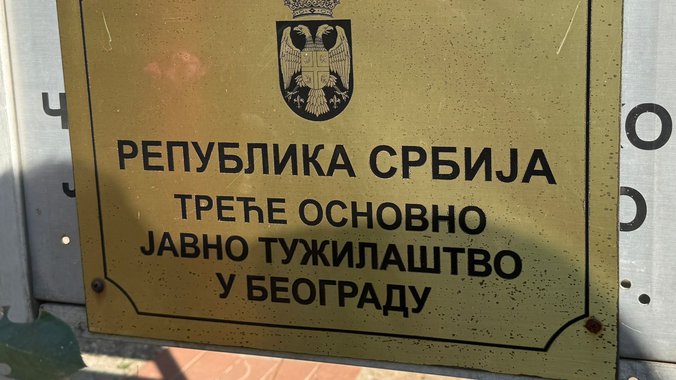 РЕПУБЛИКА СРБИЈА
ТРЕЋЕ ОСНОВНО
ЈАВНО ТУЖИЛАШТВО
У БЕОГРАДУ